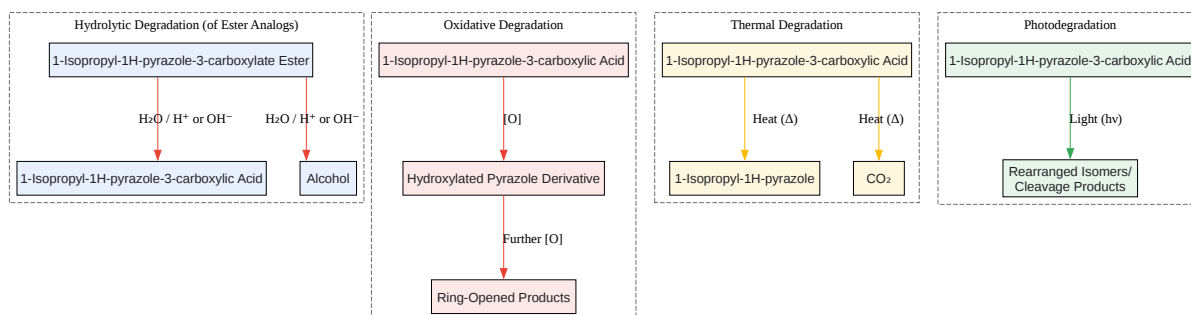 Hydrolytic Degradation (of Ester Analogs)
1-Isopropyl-1H-pyrazole-3-carboxylate Ester
H₂O / H⁺ or OH⁻
H₂O / H⁺ or OH⁻
1-Isopropyl-1H-pyrazole-3-carboxylic Acid
Alcohol
Oxidative Degradation
1-Isopropyl-1H-pyrazole-3-carboxylic Acid
[O]
Hydroxylated Pyrazole Derivative
Further [O]
Ring-Opened Products
Thermal Degradation
1-Isopropyl-1H-pyrazole-3-carboxylic Acid
Heat (Δ)
Heat (Δ)
1-Isopropyl-1H-pyrazole
CO₂
Photodegradation
1-Isopropyl-1H-pyrazole-3-carboxylic Acid
Light (hν)
Rearranged Isomers/
Cleavage Products